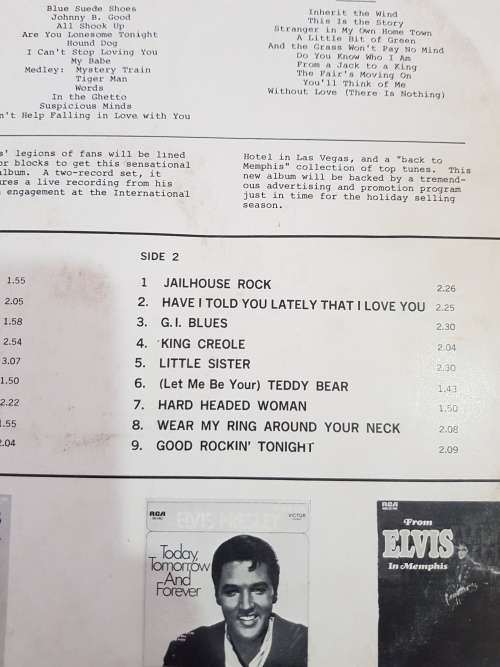 Blue Suede Shoes
Johnny B. Good
All Shook Up
Are You Lonesome Tonight
Hound Dog
I Can't Stop Loving You
My Babe
Medley: Mystery Train
Tiger Man
Words
In the Ghetto
Suspicious Minds
n't Help Falling in Love with You
Inherit the Wind
This Is the Story
Stranger in My Own Home Town
A Little Bit of Green
And the Grass Won't Pay No Mind
Do You Know Who I Am
From a Jack to a King
The Fair's Moving On
You'll Think of Me
Without Love (There Is Nothing)
s' legions of fans will be lined
or blocks to get this sensational
lbum. A two-record set, it
res a live recording from his
engagement at the International
Hotel in Las Vegas, and a "back to
Memphis" collection of top tunes. This
new album will be backed by a tremend-
ous advertising and promotion program
just in time for the holiday selling
season.
1.55
2.05
1.58
2.54
3.07
1.50
2.22
1.55
2.04
SIDE 2
1 JAILHOUSE ROCK 2.26
2. HAVE I TOLD YOU LATELY THAT I LOVE YOU 2.25
3. G.I. BLUES 2.30
4. KING CREOLE 2.04
5. LITTLE SISTER 2.30
6. (Let Me Be Your) TEDDY BEAR 1.43
7. HARD HEADED WOMAN 1.50
8. WEAR MY RING AROUND YOUR NECK 2.08
9. GOOD ROCKIN' TONIGHT 2.09
RCA
VICTOR
ELVIS PRESLEY
Today,
Tomorrow
And
Forever
RCA
From
ELVIS
In Memphis